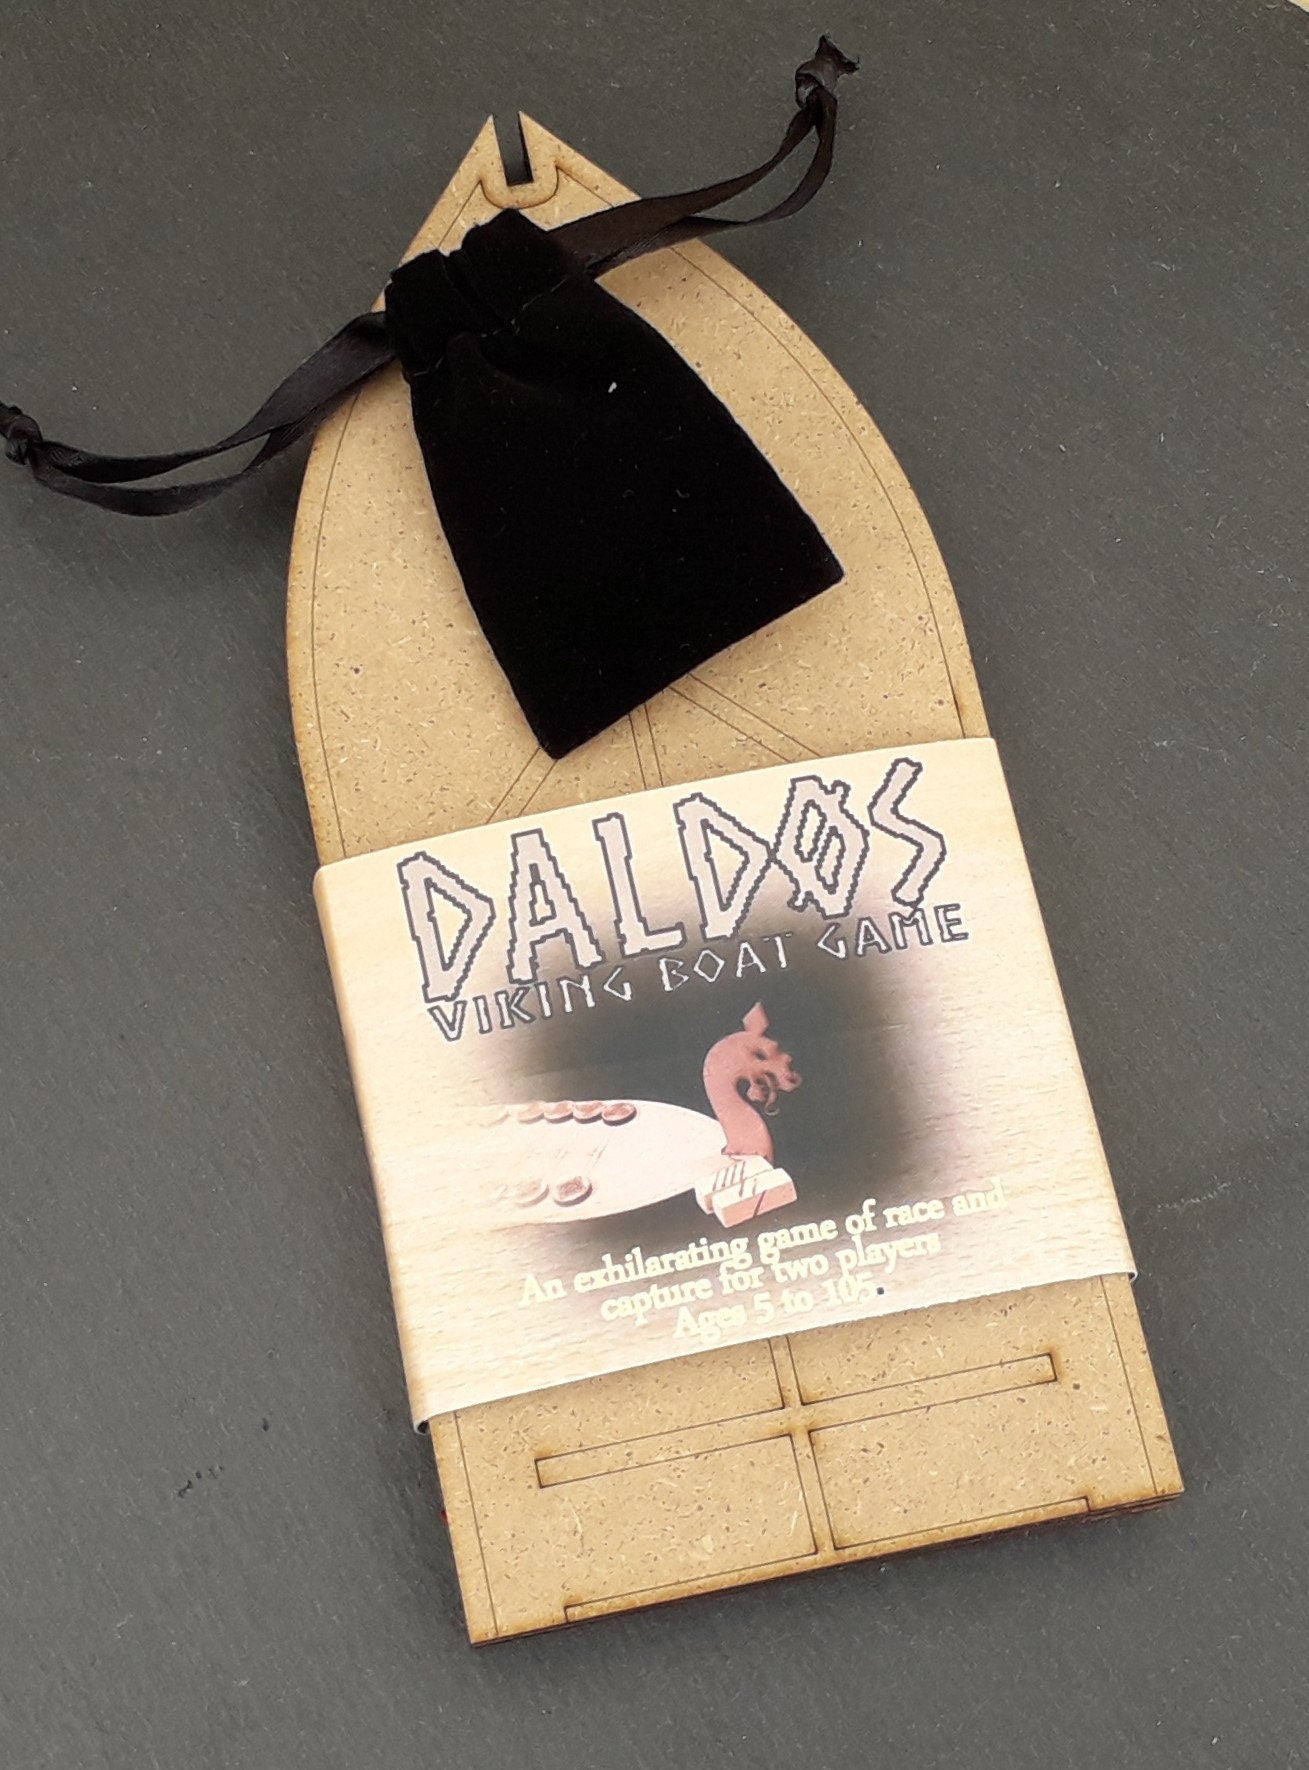 DALDØS
VIKING BOAT GAME
An exhilarating game of race and
capture for two players
Ages 5 to 105.